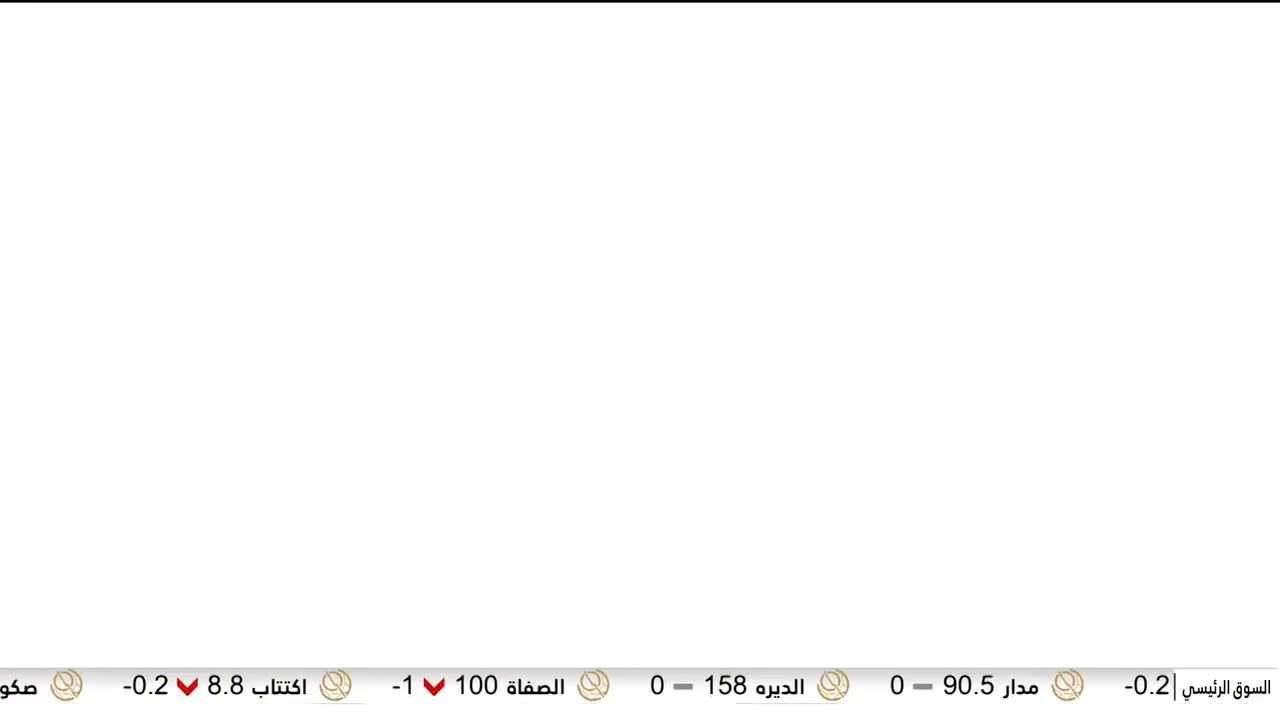 السوق الرئيسي -0.2 مدار 90.5 0 الديره 158 0 الصفاة 100 -1 اكتتاب 8.8 -0.2